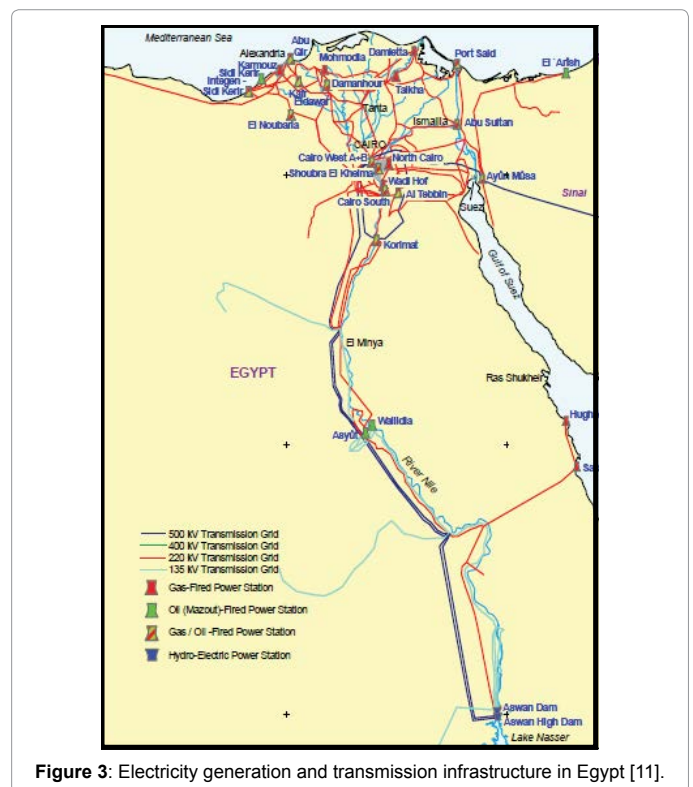 Mediterranean Sea
Abu
Qir
Alexandria
Karmouz
Sidi Kerir
Integen -
Sidi Kerir
Mohmodia
Damietta
Port Said
El `Arish
Kafr
Eldawar
Damanhour
Talkha
Tanta
El Noubaria
Ismailia
Abu Sultan
CAIRO
Cairo West A+B
North Cairo
Shoubra El Kheima
Wadi Hof
Cairo South
Al Tebbin
Ayûn Mûsa
Suez
Sinai
Korimat
Gulf of Suez
El Minya
EGYPT
Ras Shukheir
Walidia
Asyût
Hugh
Sa
River Nile
500 kV Transmission Grid
400 kV Transmission Grid
220 kV Transmission Grid
135 kV Transmission Grid
Gas-Fired Power Station
Oil (Mazout)-Fired Power Station
Gas / Oil -Fired Power Station
Hydro-Electric Power Station
Aswan Dam
Aswan High Dam
Lake Nasser
Figure 3: Electricity generation and transmission infrastructure in Egypt [11].